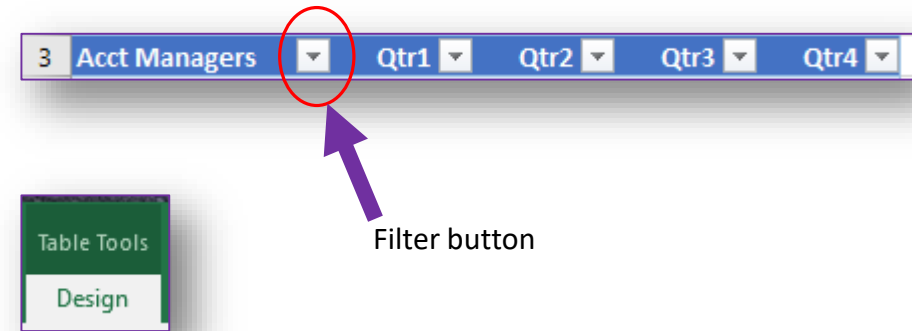 3 Acct Managers Qtr1 Qtr2 Qtr3 Qtr4
Filter button
Table Tools
Design